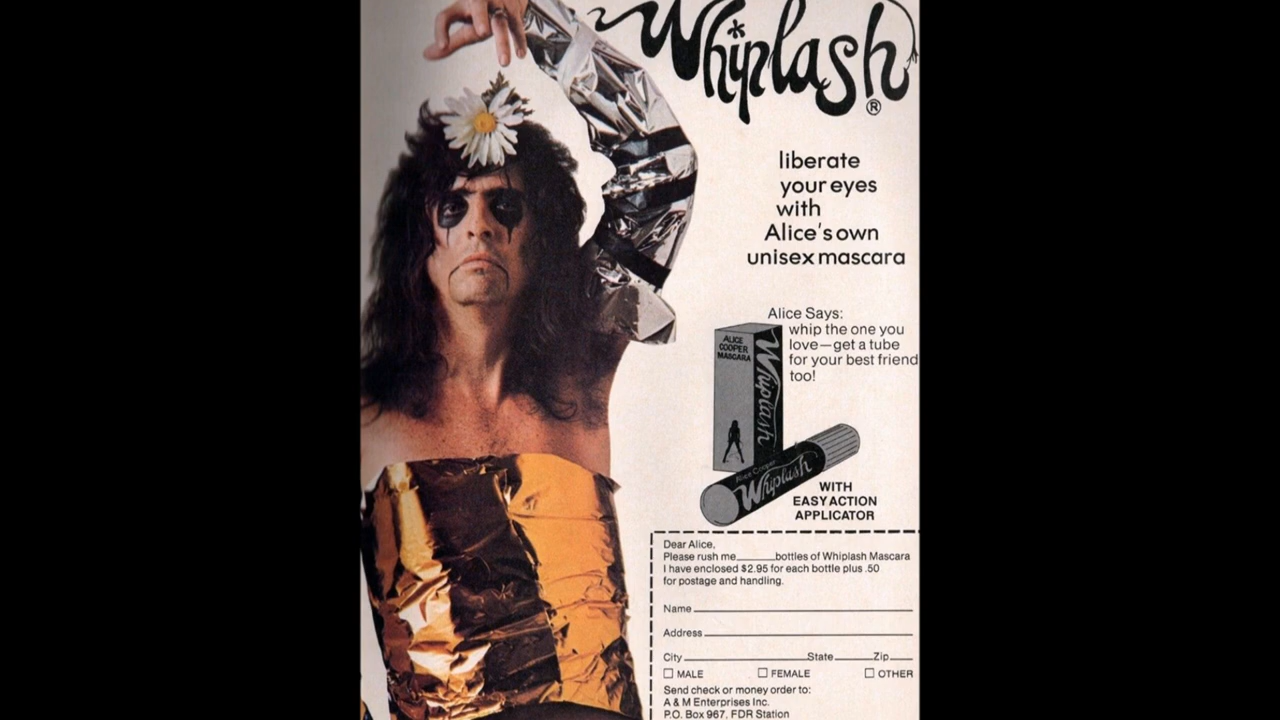 Whiplash®
liberate
your eyes
with
Alice's own
unisex mascara
Alice Says:
whip the one you
love—get a tube
for your best friend
too!
ALICE
COOPER
MASCARA
Whiplash
Alice Cooper
Whiplash
WITH
EASY ACTION
APPLICATOR
Dear Alice,
Please rush me______bottles of Whiplash Mascara
I have enclosed $2.95 for each bottle plus .50
for postage and handling.
Name
Address
City State Zip
☐ MALE ☐ FEMALE ☐ OTHER
Send check or money order to:
A & M Enterprises Inc.
P.O. Box 967, FDR Station